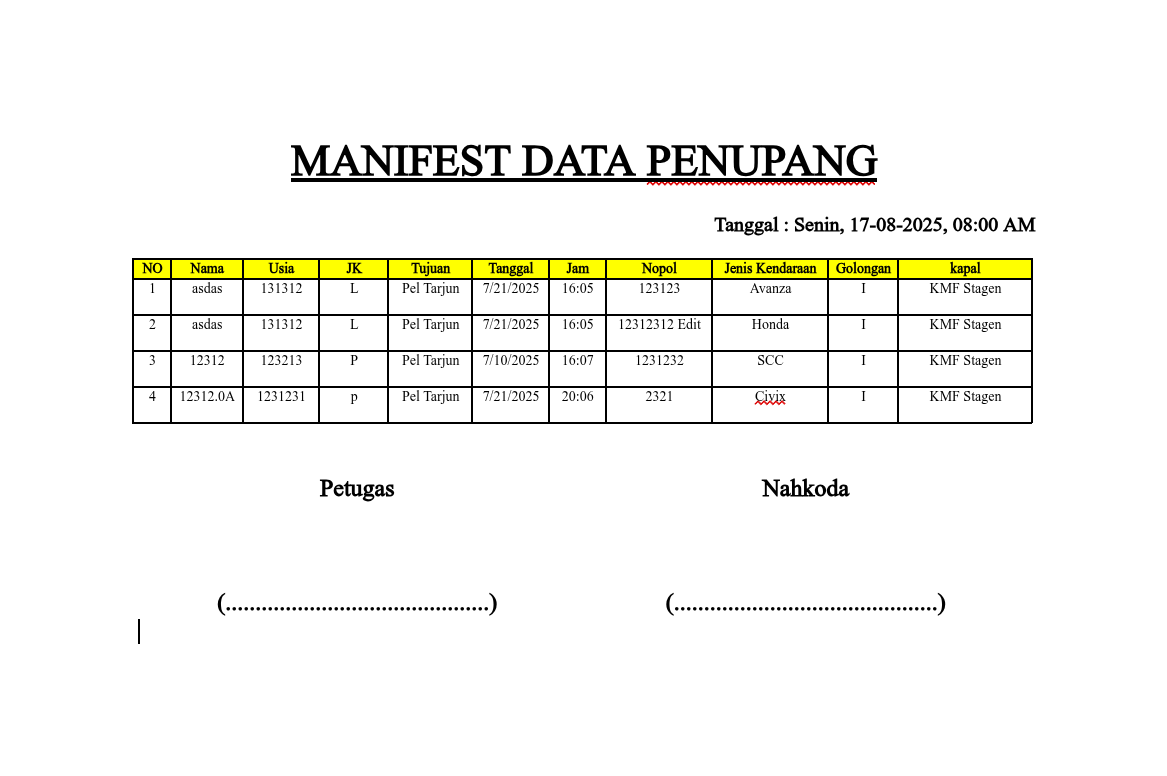 MANIFEST DATA PENUPANG
Tanggal : Senin, 17-08-2025, 08:00 AM
NO Nama Usia JK Tujuan Tanggal Jam Nopol Jenis Kendaraan Golongan kapal
1 asdas 131312 L Pel Tarjun 7/21/2025 16:05 123123 Avanza I KMF Stagen
2 asdas 131312 L Pel Tarjun 7/21/2025 16:05 12312312 Edit Honda I KMF Stagen
3 12312 123213 P Pel Tarjun 7/10/2025 16:07 1231232 SCC I KMF Stagen
4 12312.0A 1231231 p Pel Tarjun 7/21/2025 20:06 2321 Civix I KMF Stagen
Petugas Nahkoda
(............................................) (............................................)